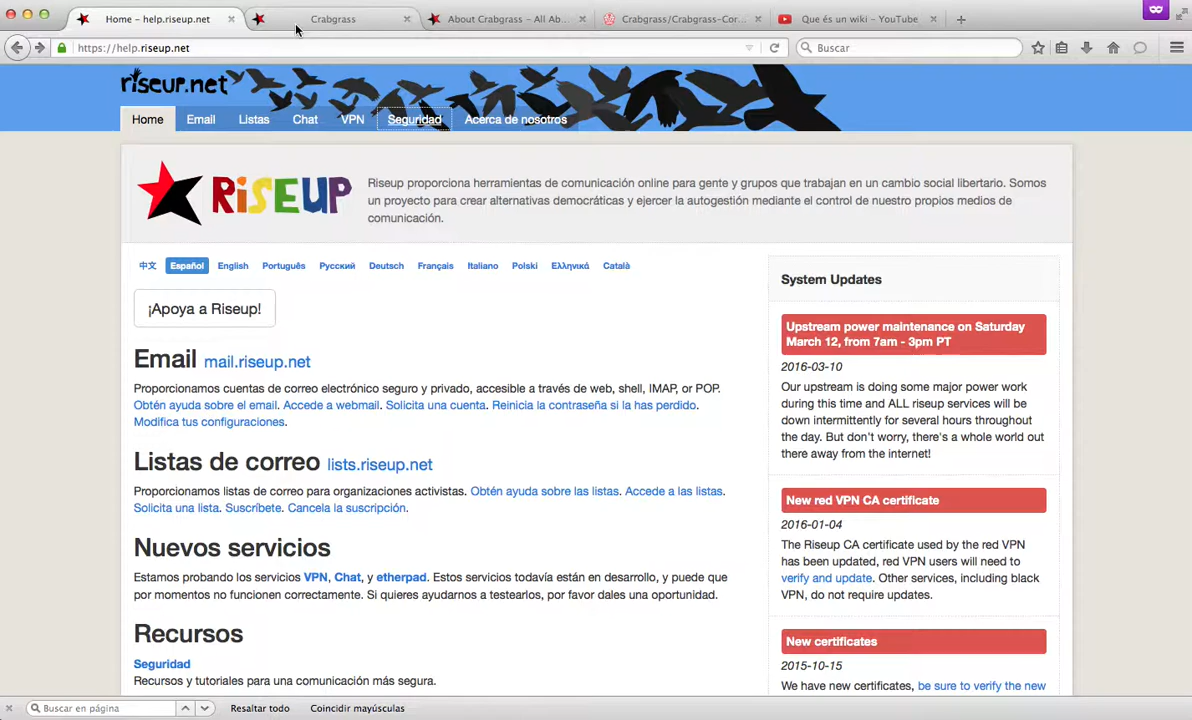 Home – help.riseup.net
Crabgrass
About Crabgrass – All Ab...
Crabgrass/Crabgrass-Cor...
Que és un wiki - YouTube
https://help.riseup.net
Buscar
riseup.net
Home
Email
Listas
Chat
VPN
Seguridad
Acerca de nosotros
RISEUP
Riseup proporciona herramientas de comunicación online para gente y grupos que trabajan en un cambio social libertario. Somos
un proyecto para crear alternativas democráticas y ejercer la autogestión mediante el control de nuestro propios medios de
comunicación.
中文 Español English Português Русский Deutsch Français Italiano Polski Ελληνικά Català
¡Apoya a Riseup!
Email mail.riseup.net
Proporcionamos cuentas de correo electrónico seguro y privado, accesible a través de web, shell, IMAP, or POP.
Obtén ayuda sobre el email. Accede a webmail. Solicita una cuenta. Reinicia la contraseña si la has perdido.
Modifica tus configuraciones.
Listas de correo lists.riseup.net
Proporcionamos listas de correo para organizaciones activistas. Obtén ayuda sobre las listas. Accede a las listas.
Solicita una lista. Suscríbete. Cancela la suscripción.
Nuevos servicios
Estamos probando los servicios VPN, Chat, y etherpad. Estos servicios todavía están en desarrollo, y puede que
por momentos no funcionen correctamente. Si quieres ayudarnos a testearlos, por favor dales una oportunidad.
Recursos
Seguridad
Recursos y tutoriales para una comunicación más segura.
System Updates
Upstream power maintenance on Saturday
March 12, from 7am - 3pm PT
2016-03-10
Our upstream is doing some major power work
during this time and ALL riseup services will be
down intermittently for several hours throughout
the day. But don't worry, there's a whole world out
there away from the internet!
New red VPN CA certificate
2016-01-04
The Riseup CA certificate used by the red VPN
has been updated, red VPN users will need to
verify and update. Other services, including black
VPN, do not require updates.
New certificates
2015-10-15
We have new certificates, be sure to verify the new
Buscar en página
Resaltar todo
Coincidir mayúsculas